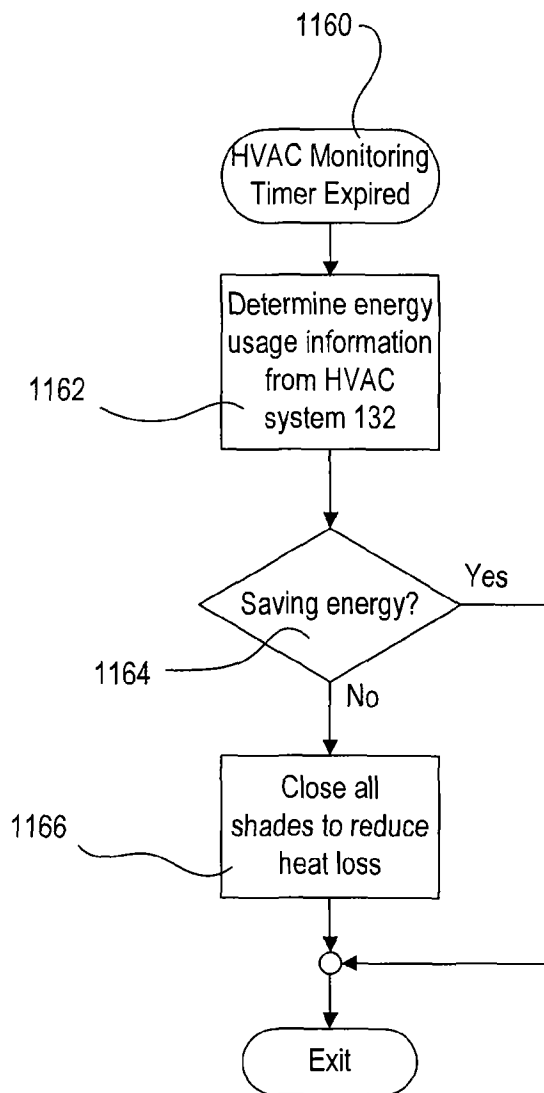 1160
HVAC Monitoring
Timer Expired
Determine energy
usage information
from HVAC
system 132
1162
Yes
Saving energy?
1164
No
Close all
shades to reduce
heat loss
1166
Exit